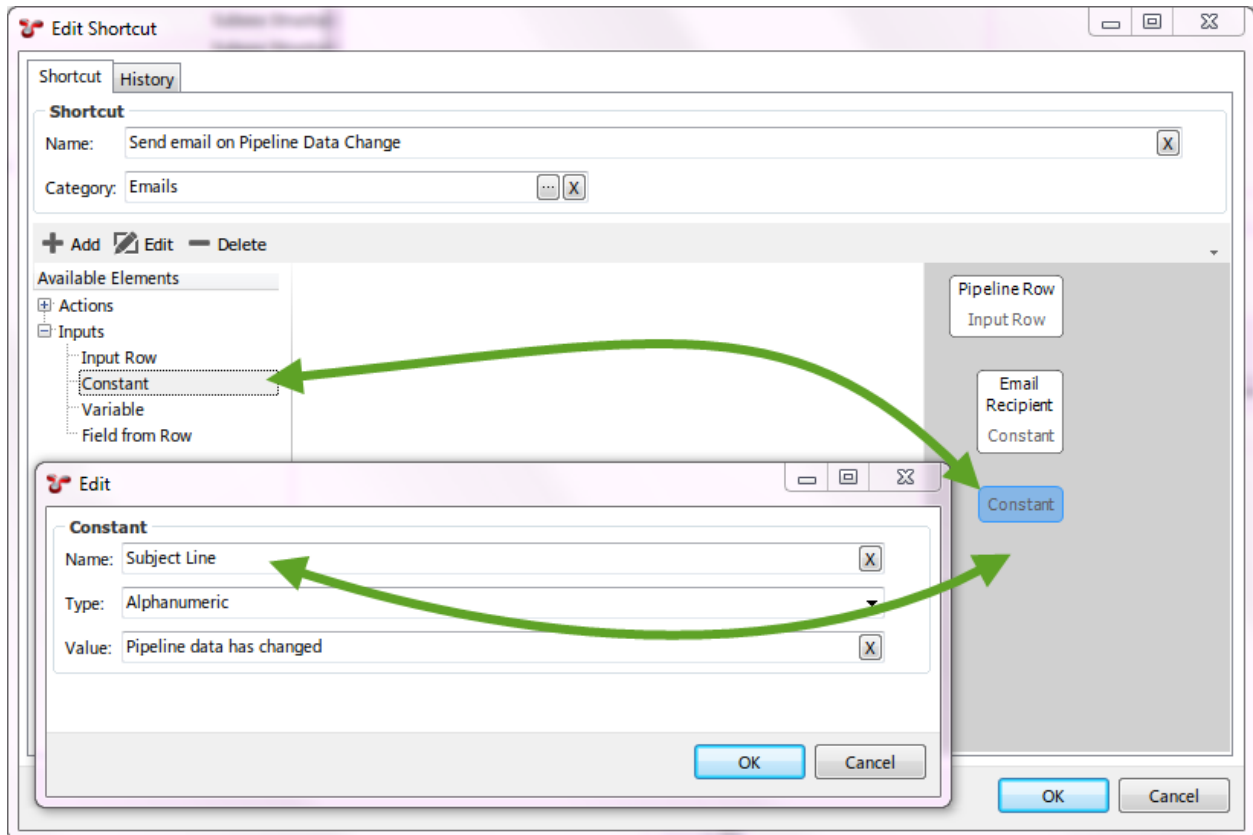 Edit Shortcut
Shortcut History
Shortcut
Name: Send email on Pipeline Data Change X
Category: Emails ... X
Add Edit Delete
Available Elements
Actions
Inputs
Input Row
Constant
Variable
Field from Row
Pipeline Row
Input Row
Email
Recipient
Constant
Constant
Edit
Constant
Name: Subject Line X
Type: Alphanumeric
Value: Pipeline data has changed X
OK Cancel
OK Cancel